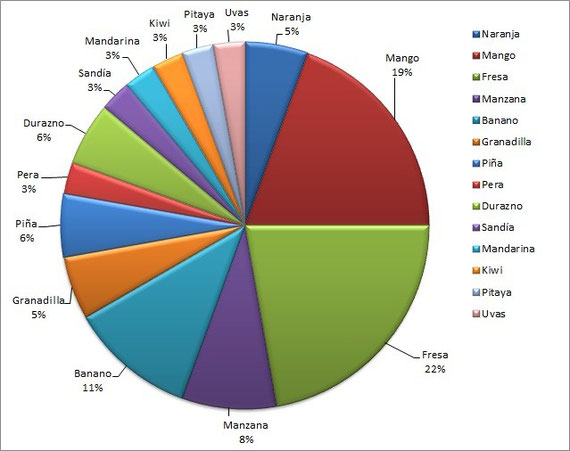 Naranja
5%
Mango
19%
Fresa
22%
Manzana
8%
Banano
11%
Granadilla
5%
Piña
6%
Pera
3%
Durazno
6%
Sandía
3%
Mandarina
3%
Kiwi
3%
Pitaya
3%
Uvas
3%
Naranja
Mango
Fresa
Manzana
Banano
Granadilla
Piña
Pera
Durazno
Sandía
Mandarina
Kiwi
Pitaya
Uvas